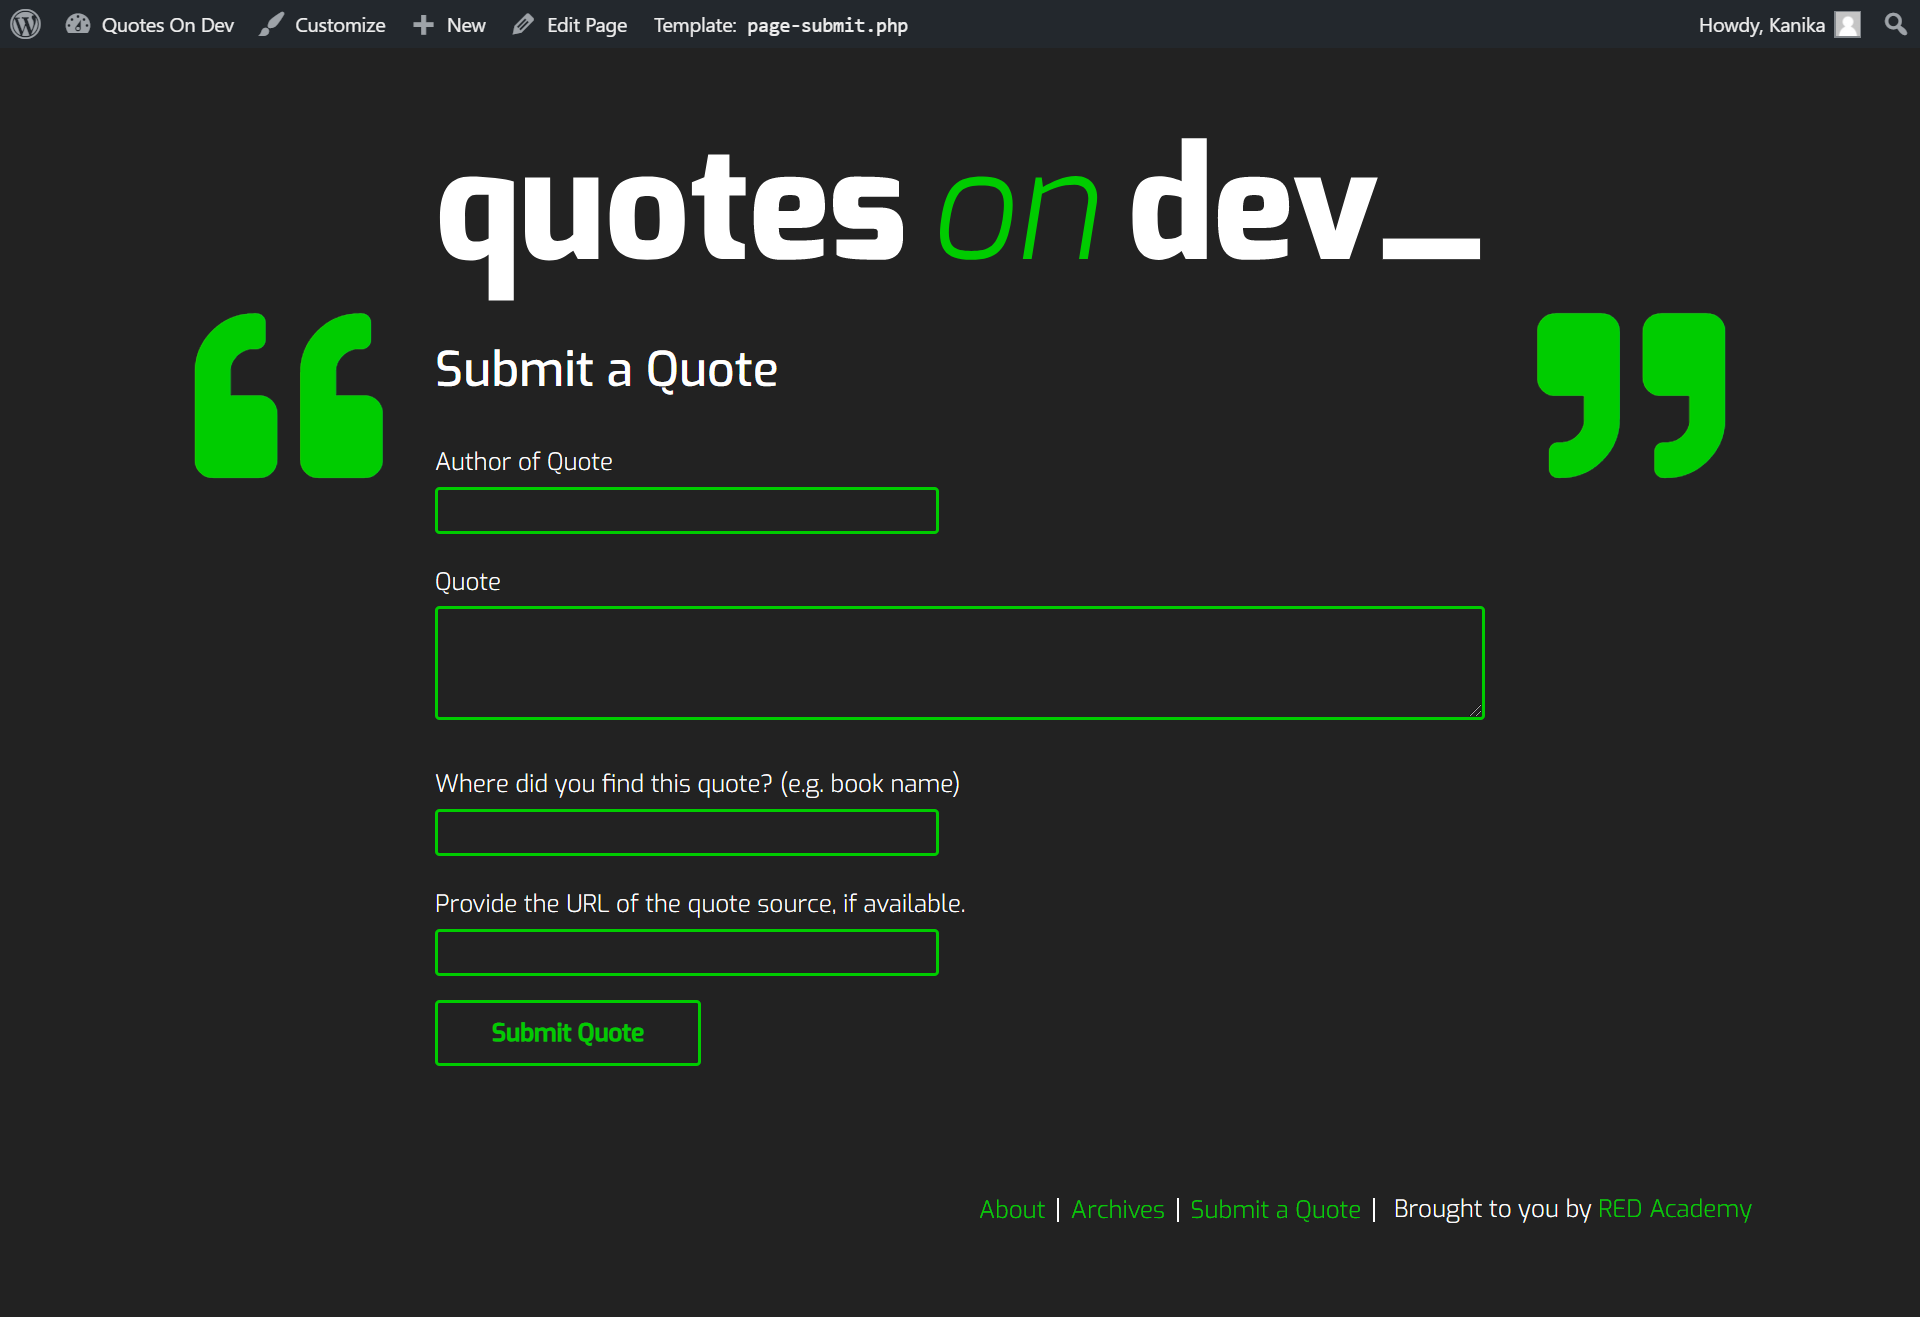 Quotes On Dev Customize New Edit Page Template: page-submit.php Howdy, Kanika
quotes on dev_
Submit a Quote
Author of Quote
Quote
Where did you find this quote? (e.g. book name)
Provide the URL of the quote source, if available.
Submit Quote
About | Archives | Submit a Quote | Brought to you by RED Academy